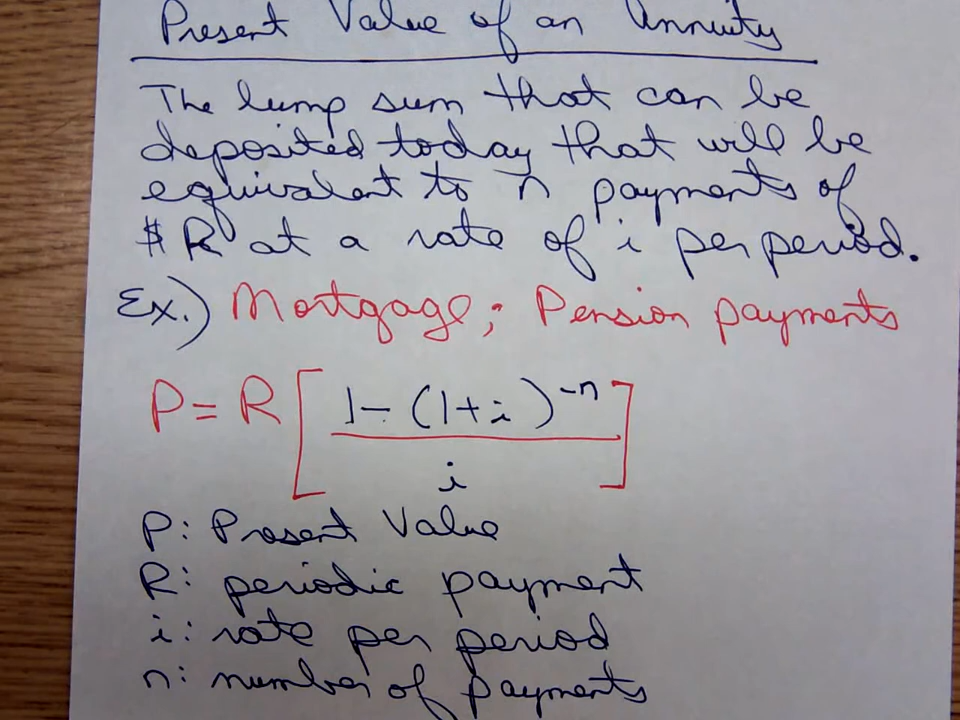 Present Value of an Annuity
The lump sum that can be
deposited today that will be
equivalent to n payments of
$R at a rate of i per period.
Ex.) Mortgage; Pension payments
P = R [ 1 - (1 + i)^-n / i ]
P: Present Value
R: periodic payment
i: rate per period
n: number of payments